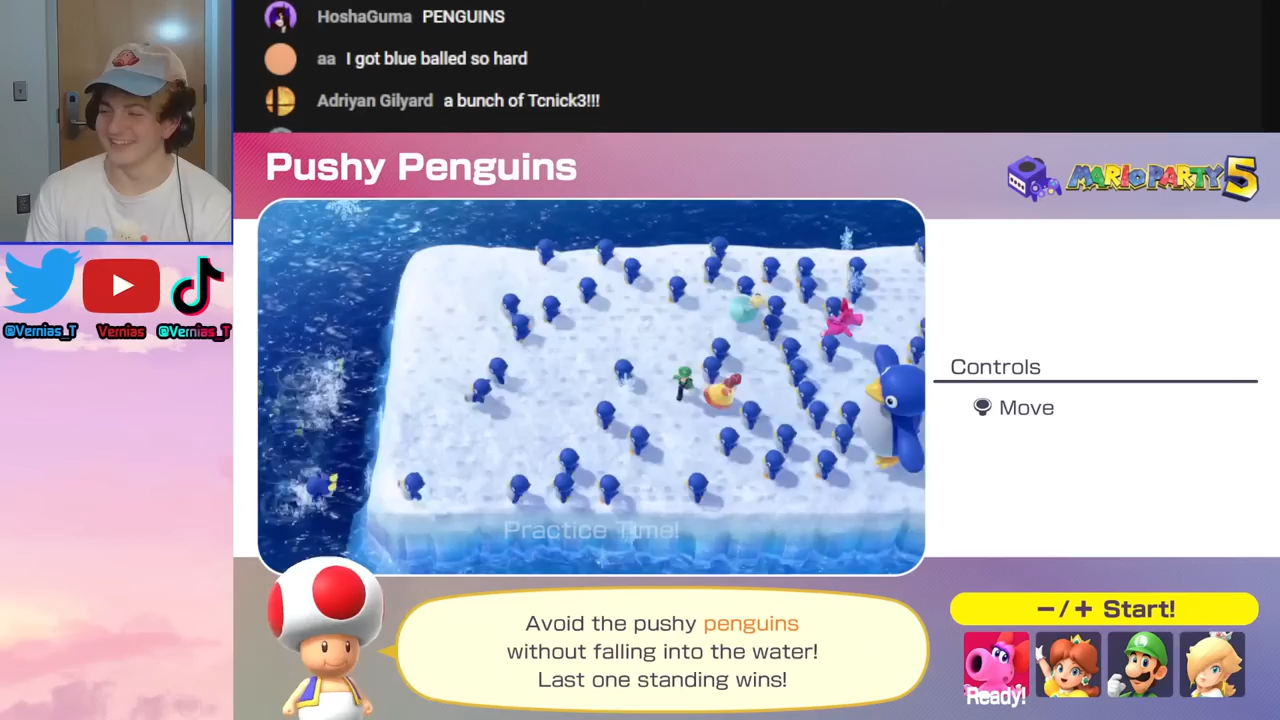 HoshaGuma PENGUINS
aa I got blue balled so hard
Adriyan Gilyard a bunch of Tcnick3!!!
Pushy Penguins
MARIO PARTY 5
@Vernias_T Vernias @Vernias_T
Controls
Move
Practice Time!
Avoid the pushy penguins
without falling into the water!
Last one standing wins!
−/+ Start!
Ready!